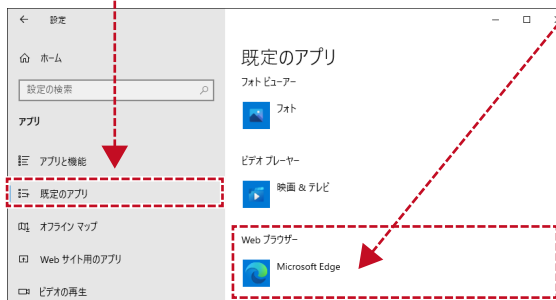 設定
ホーム
設定の検索
アプリ
アプリと機能
既定のアプリ
オフライン マップ
Web サイト用のアプリ
ビデオの再生
既定のアプリ
フォト ビューアー
フォト
ビデオ プレーヤー
映画 & テレビ
Web ブラウザー
Microsoft Edge